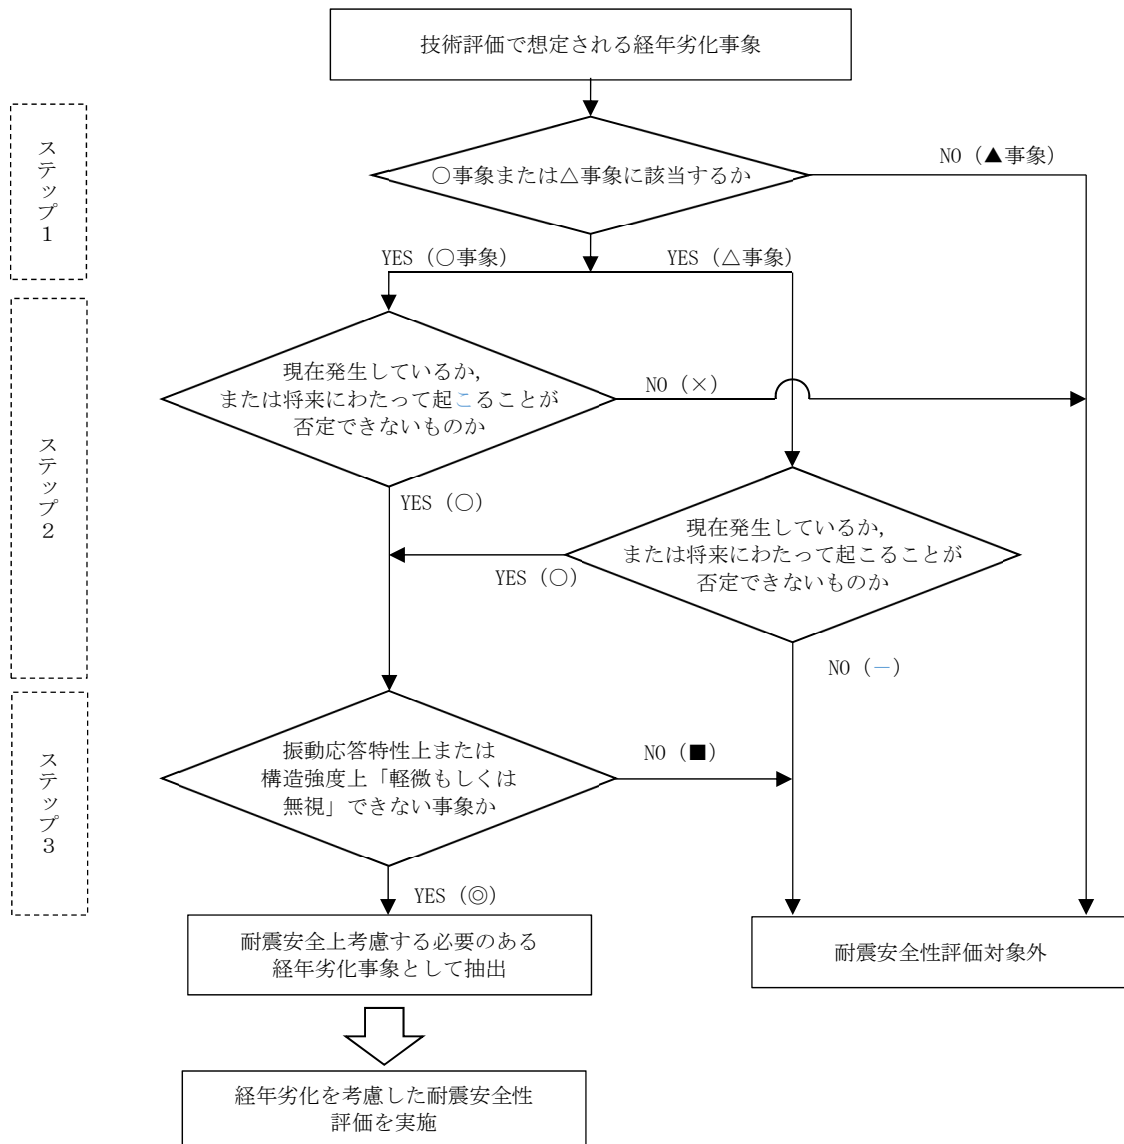 技術評価で想定される経年劣化事象
ステップ1
○事象または△事象に該当するか
NO（▲事象）
YES（○事象）
YES（△事象）
ステップ2
現在発生しているか，
または将来にわたって起こることが
否定できないものか
NO（×）
YES（○）
現在発生しているか，
または将来にわたって起こることが
否定できないものか
YES（○）
NO（－）
ステップ3
振動応答特性上または
構造強度上「軽微もしくは
無視」できない事象か
NO（■）
YES（◎）
耐震安全上考慮する必要のある
経年劣化事象として抽出
耐震安全性評価対象外
経年劣化を考慮した耐震安全性
評価を実施